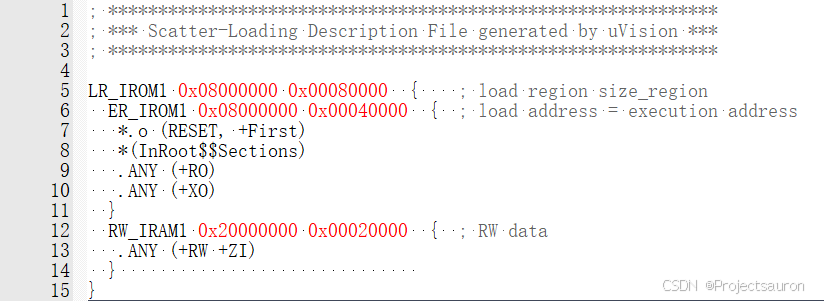 1 ; *****************************************************************
2 ; *** Scatter-Loading Description File generated by uVision ***
3 ; *****************************************************************
4
5 LR_IROM1 0x08000000 0x00080000  {    ; load region size_region
6   ER_IROM1 0x08000000 0x00040000  {  ; load address = execution address
7    *.o (RESET, +First)
8    *(InRoot$$Sections)
9    .ANY (+RO)
10    .ANY (+XO)
11   }
12   RW_IRAM1 0x20000000 0x00020000  {  ; RW data
13    .ANY (+RW +ZI)
14   }
15 }
CSDN @Projectsauron